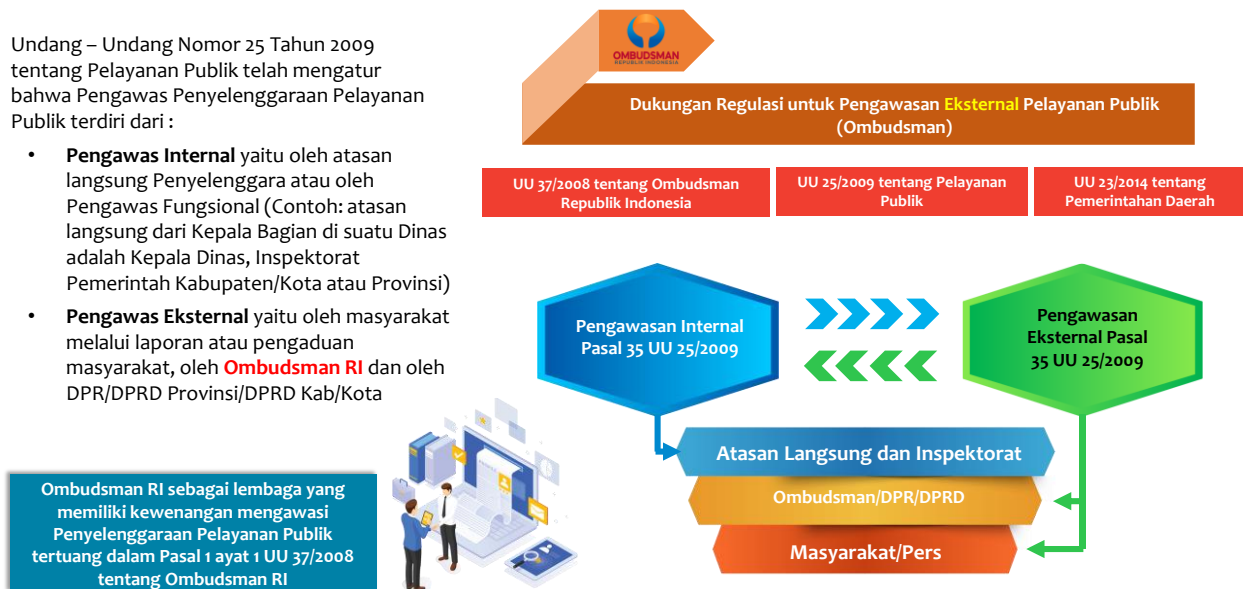 Undang – Undang Nomor 25 Tahun 2009
tentang Pelayanan Publik telah mengatur
bahwa Pengawas Penyelenggaraan Pelayanan
Publik terdiri dari :
• Pengawas Internal yaitu oleh atasan
langsung Penyelenggara atau oleh
Pengawas Fungsional (Contoh: atasan
langsung dari Kepala Bagian di suatu Dinas
adalah Kepala Dinas, Inspektorat
Pemerintah Kabupaten/Kota atau Provinsi)
• Pengawas Eksternal yaitu oleh masyarakat
melalui laporan atau pengaduan
masyarakat, oleh Ombudsman RI dan oleh
DPR/DPRD Provinsi/DPRD Kab/Kota
Ombudsman RI sebagai lembaga yang
memiliki kewenangan mengawasi
Penyelenggaraan Pelayanan Publik
tertuang dalam Pasal 1 ayat 1 UU 37/2008
tentang Ombudsman RI
OMBUDSMAN
REPUBLIK INDONESIA
Dukungan Regulasi untuk Pengawasan Eksternal Pelayanan Publik
(Ombudsman)
UU 37/2008 tentang Ombudsman
Republik Indonesia
UU 25/2009 tentang Pelayanan
Publik
UU 23/2014 tentang
Pemerintahan Daerah
Pengawasan Internal
Pasal 35 UU 25/2009
Pengawasan
Eksternal Pasal
35 UU 25/2009
Atasan Langsung dan Inspektorat
Ombudsman/DPR/DPRD
Masyarakat/Pers